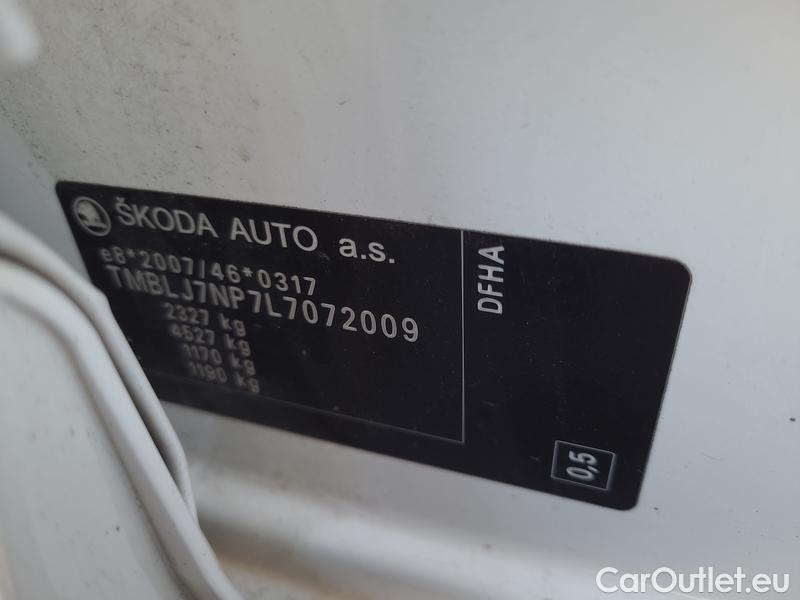 ŠKODA AUTO a.s.
e8*2007/46*0317
TMBLJ7NP7L7072009
2327 kg
4527 kg
1170 kg
1190 kg
DFHA
0,5
CarOutlet.eu